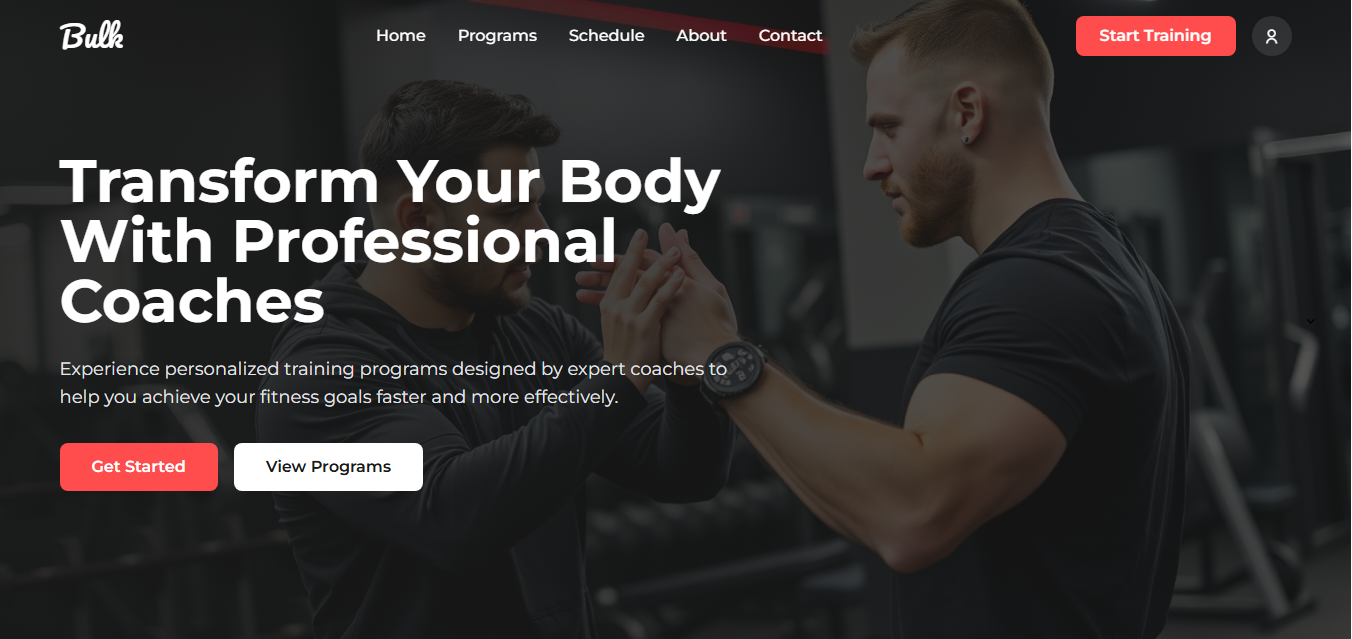 Bulk
Home Programs Schedule About Contact
Start Training
Transform Your Body
With Professional
Coaches
Experience personalized training programs designed by expert coaches to
help you achieve your fitness goals faster and more effectively.
Get Started
View Programs